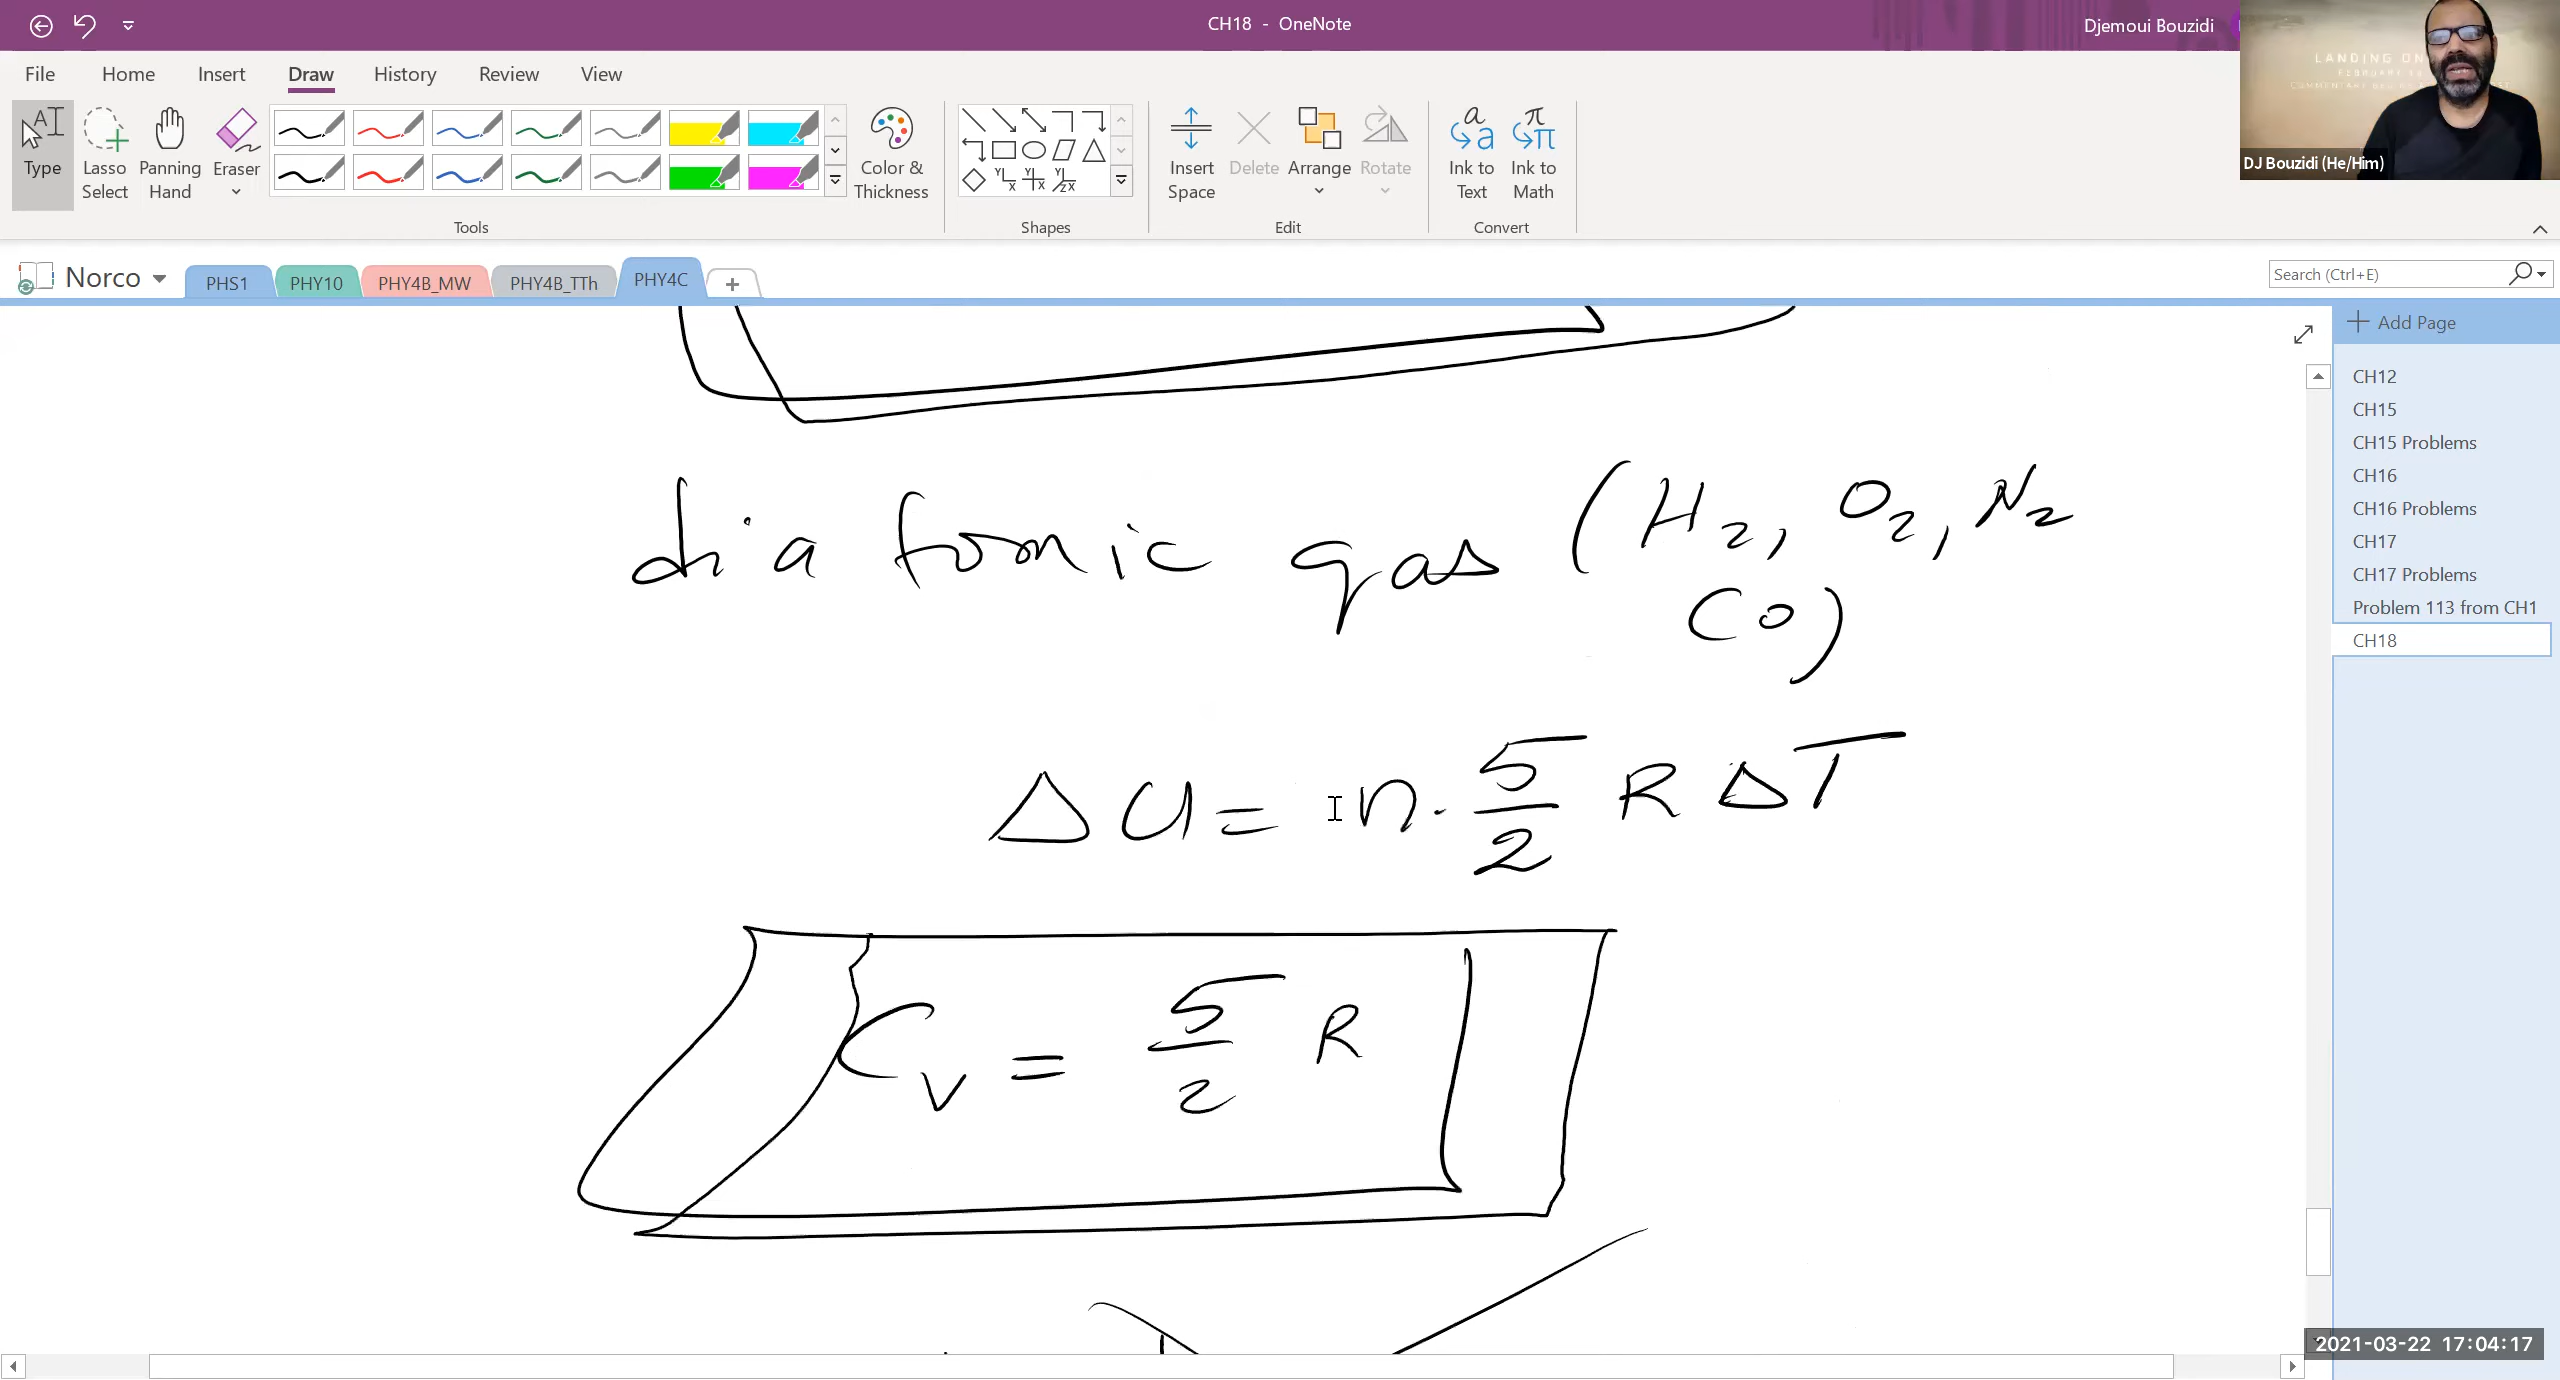 CH18 - OneNote
Djemoui Bouzidi
File Home Insert Draw History Review View
Type
Lasso Select
Panning Hand
Eraser
Color & Thickness
Insert Space
Delete
Arrange
Rotate
Ink to Text
Ink to Math
Tools Shapes Edit Convert
LANDING ON
DJ Bouzidi (He/Him)
Norco PHS1 PHY10 PHY4B_MW PHY4B_TTh PHY4C
Search (Ctrl+E)
Add Page
CH12
CH15
CH15 Problems
CH16
CH16 Problems
CH17
CH17 Problems
Problem 113 from CH1
CH18
diatomic gas (H₂, O₂, N₂
CO)
ΔU = n · 5/2 R ΔT
C_V = 5/2 R
2021-03-22 17:04:17